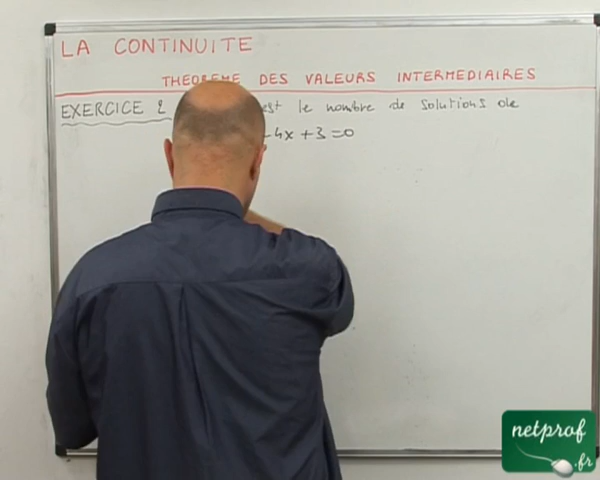 LA CONTINUITE
THEOREME DES VALEURS INTERMEDIAIRES
EXERCICE 2 est le nombre de solutions de
-4x +3 =0
netprof
.fr